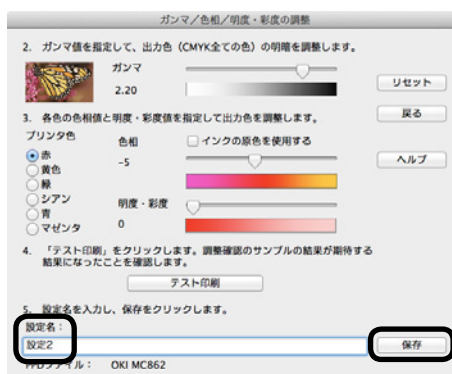 ガンマ／色相／明度・彩度の調整
2. ガンマ値を指定して、出力色（CMYK全ての色）の明暗を調整します。
ガンマ
2.20
リセット
3. 各色の色相値と明度・彩度値を指定して出力色を調整します。
戻る
プリンタ色
色相
インクの原色を使用する
赤
-5
ヘルプ
黄色
緑
シアン
明度・彩度
青
マゼンタ
0
4. 「テスト印刷」をクリックします。調整確認のサンプルの結果が期待する
結果になったことを確認します。
テスト印刷
5. 設定名を入力し、保存をクリックします。
設定名：
設定2
保存
PPDファイル： OKI MC862